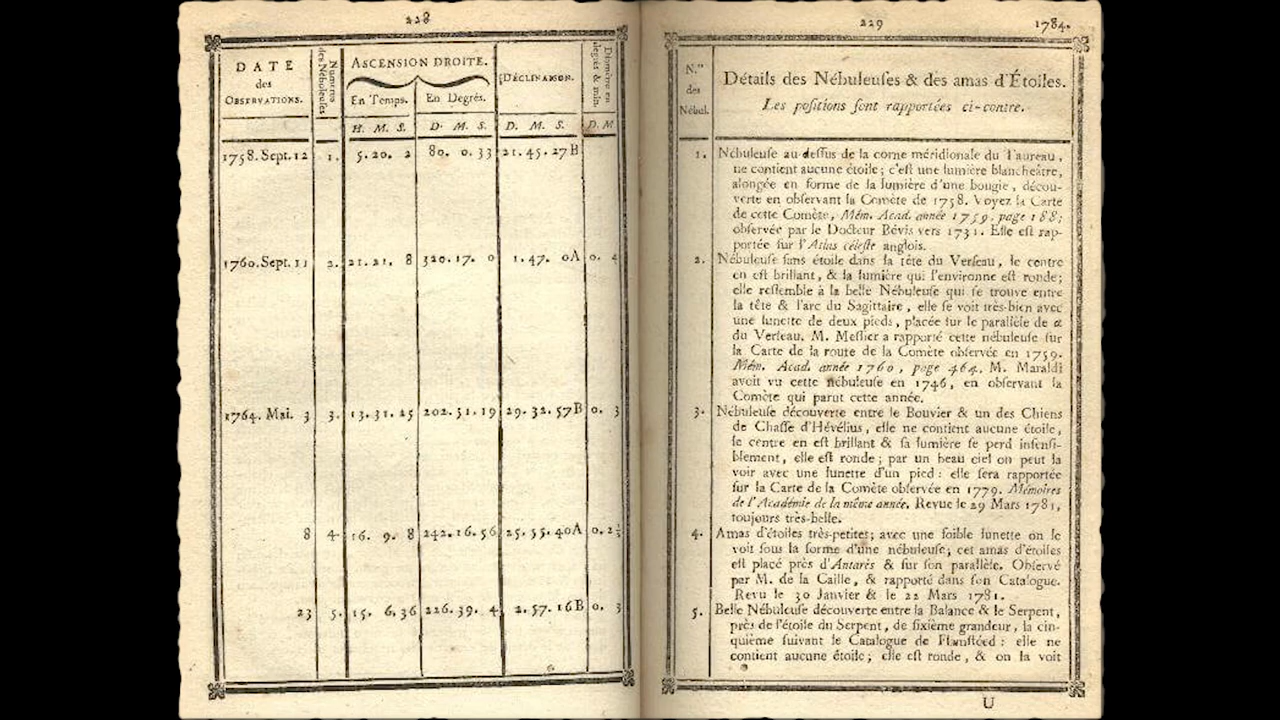 228
DATE
des
OBSERVATIONS.
Numéros
des Nébuleuses
ASCENSION DROITE.
En Temps.
En Degrés.
DÉCLINAISON.
Diamètre en
degrés & min.
H. M. S.
D. M. S.
D. M. S.
D. M
1758. Sept. 12 1. 5. 20. 2 80. 0. 33 21. 45. 27 B
1760. Sept. 11 2. 21. 21. 8 320. 17. 0 1. 47. 0 A 0. 4
1764. Mai. 3 3. 13. 31. 25 202. 51. 19 29. 32. 57 B 0. 3
8 4. 16. 9. 8 242. 16. 56 25. 55. 40 A 0. 2½
23 5. 15. 6. 36 226. 39. 4 2. 57. 16 B 0. 3
229 1784.
N.ºs
des
Nébul.
Détails des Nébuleuſes & des amas d'Étoiles.
Les poſitions ſont rapportées ci-contre.
1. Nébuleuſe au-deſſus de la corne méridionale du Taureau,
ne contient aucune étoile; c'eſt une lumière blancheâtre,
alongée en forme de la lumière d'une bougie, décou-
verte en obſervant la Comète de 1758. Voyez la Carte
de cette Comète, Mém. Acad. année 1759, page 188;
obſervée par le Docteur Bévis vers 1731. Elle eſt rap-
portée ſur l'Atlas céleſte anglois.
2. Nébuleuſe ſans étoile dans la tête du Verſeau, le centre
en eſt brillant, & la lumière qui l'environne eſt ronde;
elle reſſemble à la belle Nébuleuſe qui ſe trouve entre
la tête & l'arc du Sagittaire, elle ſe voit très-bien avec
une lunette de deux pieds, placée ſur le parallèle de α
du Verſeau. M. Meſſier a rapporté cette nébuleuſe ſur
la Carte de la route de la Comète obſervée en 1759.
Mém. Acad. année 1760, page 464. M. Maraldi
avoit vu cette nébuleuſe en 1746, en obſervant la
Comète qui parut cette année.
3. Nébuleuſe découverte entre le Bouvier & un des Chiens
de Chaſſe d'Hévélius, elle ne contient aucune étoile,
le centre en eſt brillant & ſa lumière ſe perd inſenſi-
blement, elle eſt ronde; par un beau ciel on peut la
voir avec une lunette d'un pied: elle ſera rapportée
ſur la Carte de la Comète obſervée en 1779. Mémoires
de l'Académie de la même année. Revue le 29 Mars 1781,
toujours très-belle.
4. Amas d'étoiles très-petites; avec une foible lunette on le
voit ſous la forme d'une nébuleuſe; cet amas d'étoiles
eſt placé près d'Antarès & ſur ſon parallèle. Obſervé
par M. de la Caille, & rapporté dans ſon Catalogue.
Revu le 30 Janvier & le 22 Mars 1781.
5. Belle Nébuleuſe découverte entre la Balance & le Serpent,
près de l'étoile du Serpent, de ſixième grandeur, la cin-
quième ſuivant le Catalogue de Flamſtéed: elle ne
contient aucune étoile; elle eſt ronde, & on la voit
U